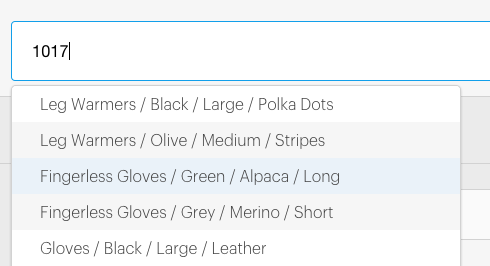 1017
Leg Warmers / Black / Large / Polka Dots
Leg Warmers / Olive / Medium / Stripes
Fingerless Gloves / Green / Alpaca / Long
Fingerless Gloves / Grey / Merino / Short
Gloves / Black / Large / Leather